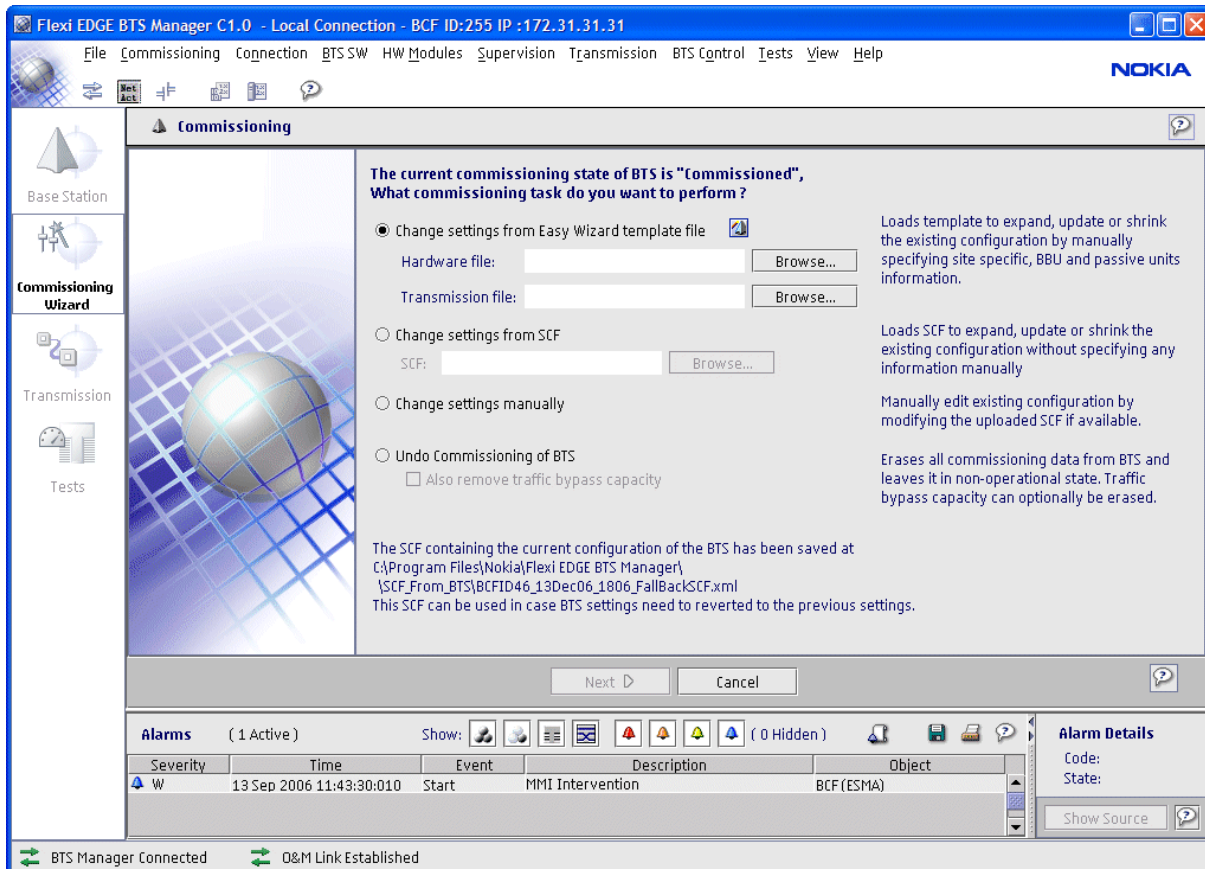 Flexi EDGE BTS Manager C1.0 - Local Connection - BCF ID:255 IP :172.31.31.31
File Commissioning Connection BTS SW HW Modules Supervision Transmission BTS Control Tests View Help
NOKIA
Net Act
Commissioning
Base Station
Commissioning
Wizard
Transmission
Tests
The current commissioning state of BTS is "Commissioned",
What commissioning task do you want to perform ?
Change settings from Easy Wizard template file
Hardware file: Browse...
Transmission file: Browse...
Loads template to expand, update or shrink
the existing configuration by manually
specifying site specific, BBU and passive units
information.
Change settings from SCF
SCF: Browse...
Loads SCF to expand, update or shrink the
existing configuration without specifying any
information manually
Change settings manually
Manually edit existing configuration by
modifying the uploaded SCF if available.
Undo Commissioning of BTS
Also remove traffic bypass capacity
Erases all commissioning data from BTS and
leaves it in non-operational state. Traffic
bypass capacity can optionally be erased.
The SCF containing the current configuration of the BTS has been saved at
C:\Program Files\Nokia\Flexi EDGE BTS Manager\
\SCF_From_BTS\BCFID46_13Dec06_1806_FallBackSCF.xml
This SCF can be used in case BTS settings need to reverted to the previous settings.
Next Cancel
Alarms ( 1 Active ) Show: ( 0 Hidden )
Severity Time Event Description Object
W 13 Sep 2006 11:43:30:010 Start MMI Intervention BCF(ESMA)
Alarm Details
Code:
State:
Show Source
BTS Manager Connected O&M Link Established